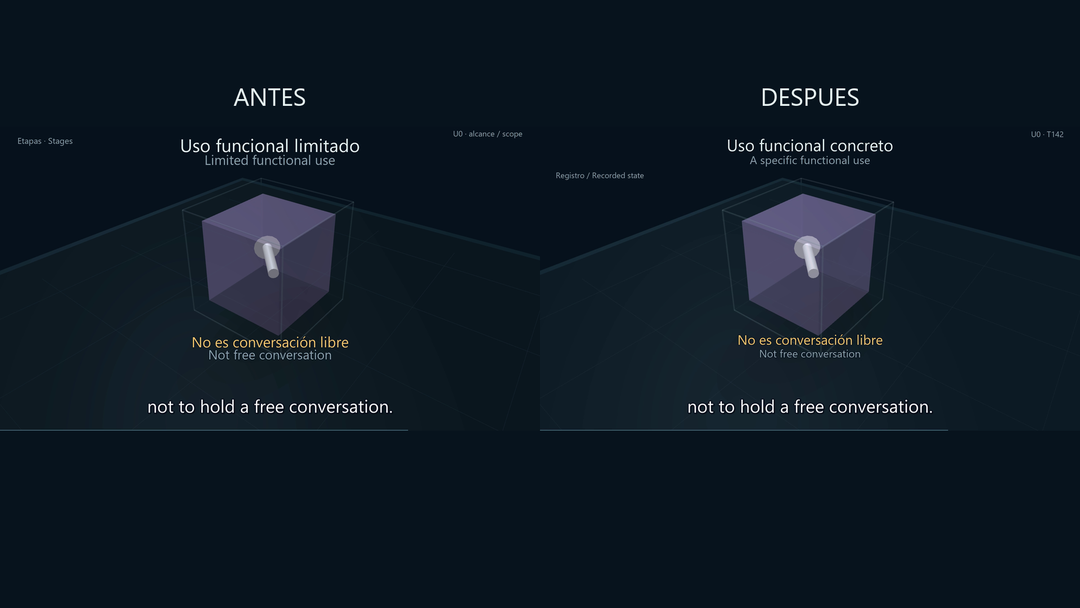 ANTES
Etapas · Stages
U0 · alcance / scope
Uso funcional limitado
Limited functional use
No es conversación libre
Not free conversation
not to hold a free conversation.
DESPUES
U0 · T142
Uso funcional concreto
A specific functional use
Registro / Recorded state
No es conversación libre
Not free conversation
not to hold a free conversation.